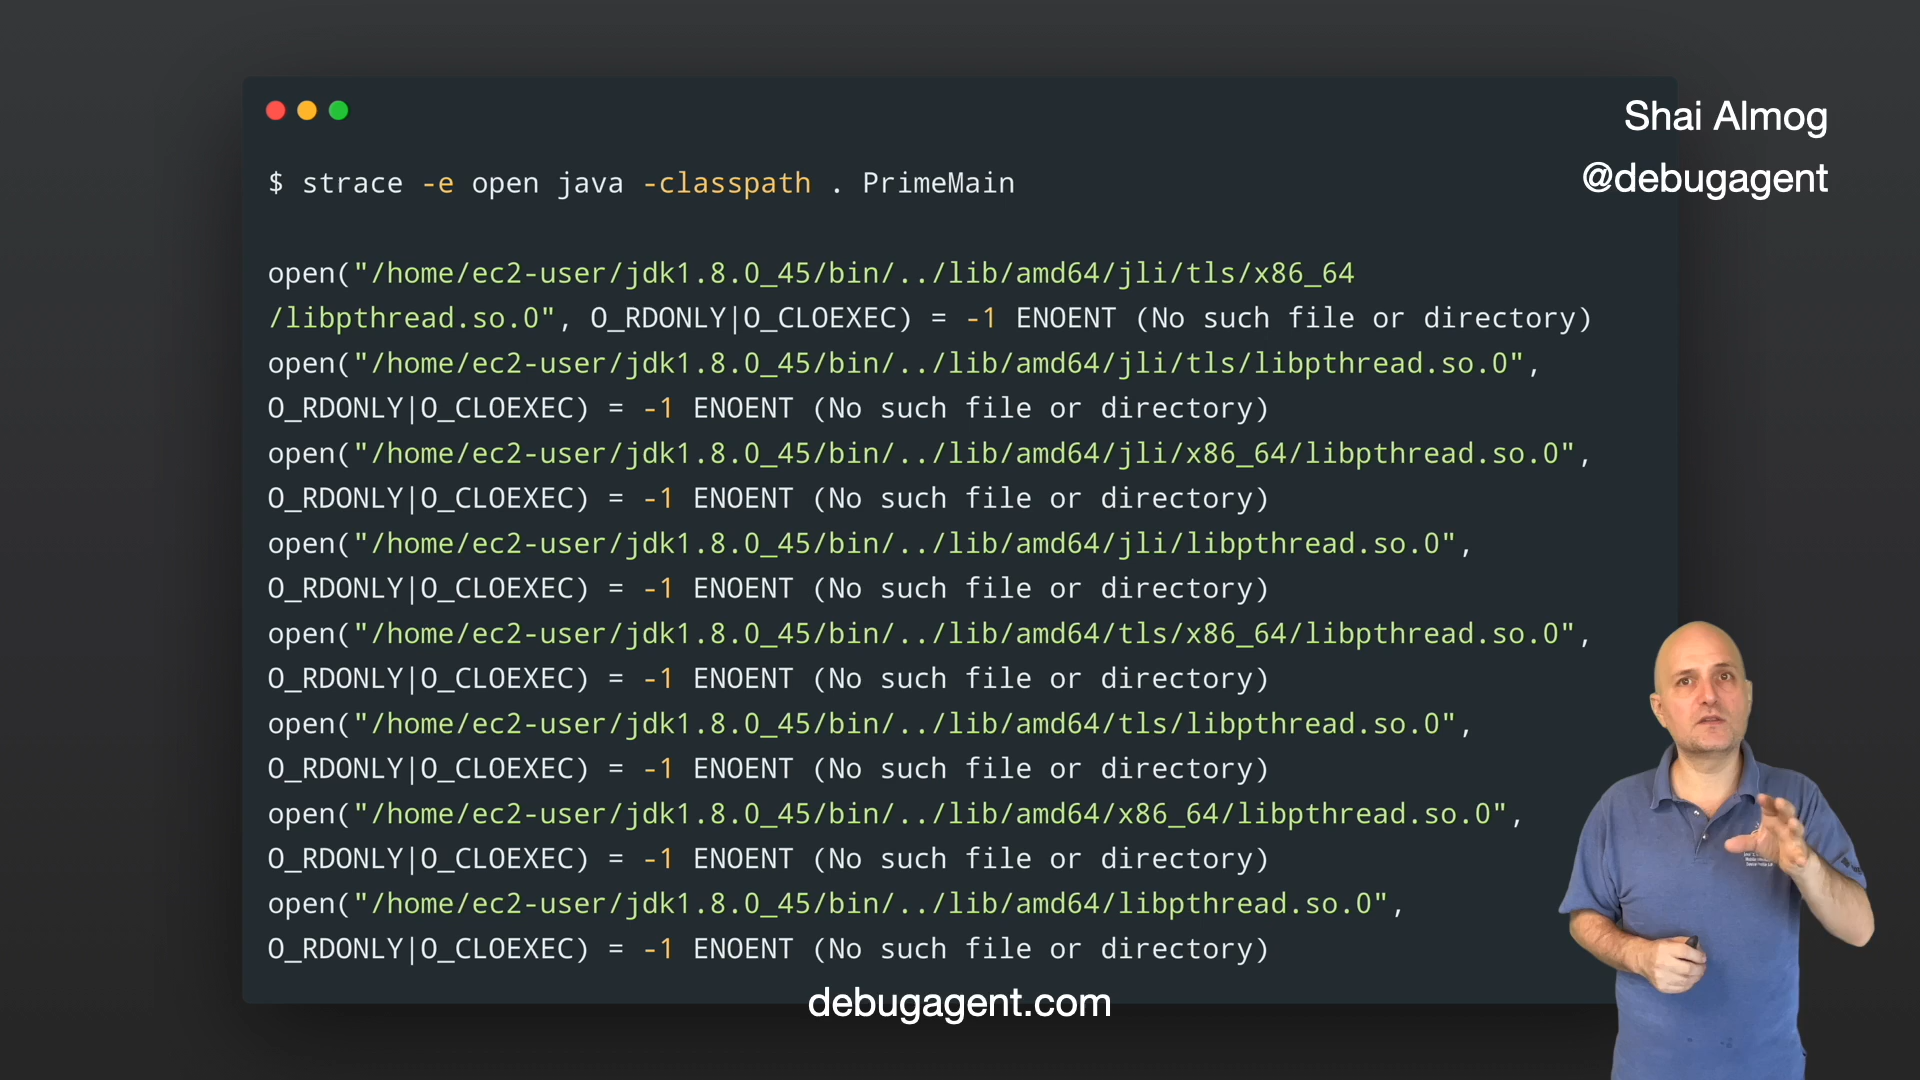 Shai Almog
@debugagent
$ strace -e open java -classpath . PrimeMain
open("/home/ec2-user/jdk1.8.0_45/bin/../lib/amd64/jli/tls/x86_64
/libpthread.so.0", O_RDONLY|O_CLOEXEC) = -1 ENOENT (No such file or directory)
open("/home/ec2-user/jdk1.8.0_45/bin/../lib/amd64/jli/tls/libpthread.so.0",
O_RDONLY|O_CLOEXEC) = -1 ENOENT (No such file or directory)
open("/home/ec2-user/jdk1.8.0_45/bin/../lib/amd64/jli/x86_64/libpthread.so.0",
O_RDONLY|O_CLOEXEC) = -1 ENOENT (No such file or directory)
open("/home/ec2-user/jdk1.8.0_45/bin/../lib/amd64/jli/libpthread.so.0",
O_RDONLY|O_CLOEXEC) = -1 ENOENT (No such file or directory)
open("/home/ec2-user/jdk1.8.0_45/bin/../lib/amd64/tls/x86_64/libpthread.so.0",
O_RDONLY|O_CLOEXEC) = -1 ENOENT (No such file or directory)
open("/home/ec2-user/jdk1.8.0_45/bin/../lib/amd64/tls/libpthread.so.0",
O_RDONLY|O_CLOEXEC) = -1 ENOENT (No such file or directory)
open("/home/ec2-user/jdk1.8.0_45/bin/../lib/amd64/x86_64/libpthread.so.0",
O_RDONLY|O_CLOEXEC) = -1 ENOENT (No such file or directory)
open("/home/ec2-user/jdk1.8.0_45/bin/../lib/amd64/libpthread.so.0",
O_RDONLY|O_CLOEXEC) = -1 ENOENT (No such file or directory)
debugagent.com